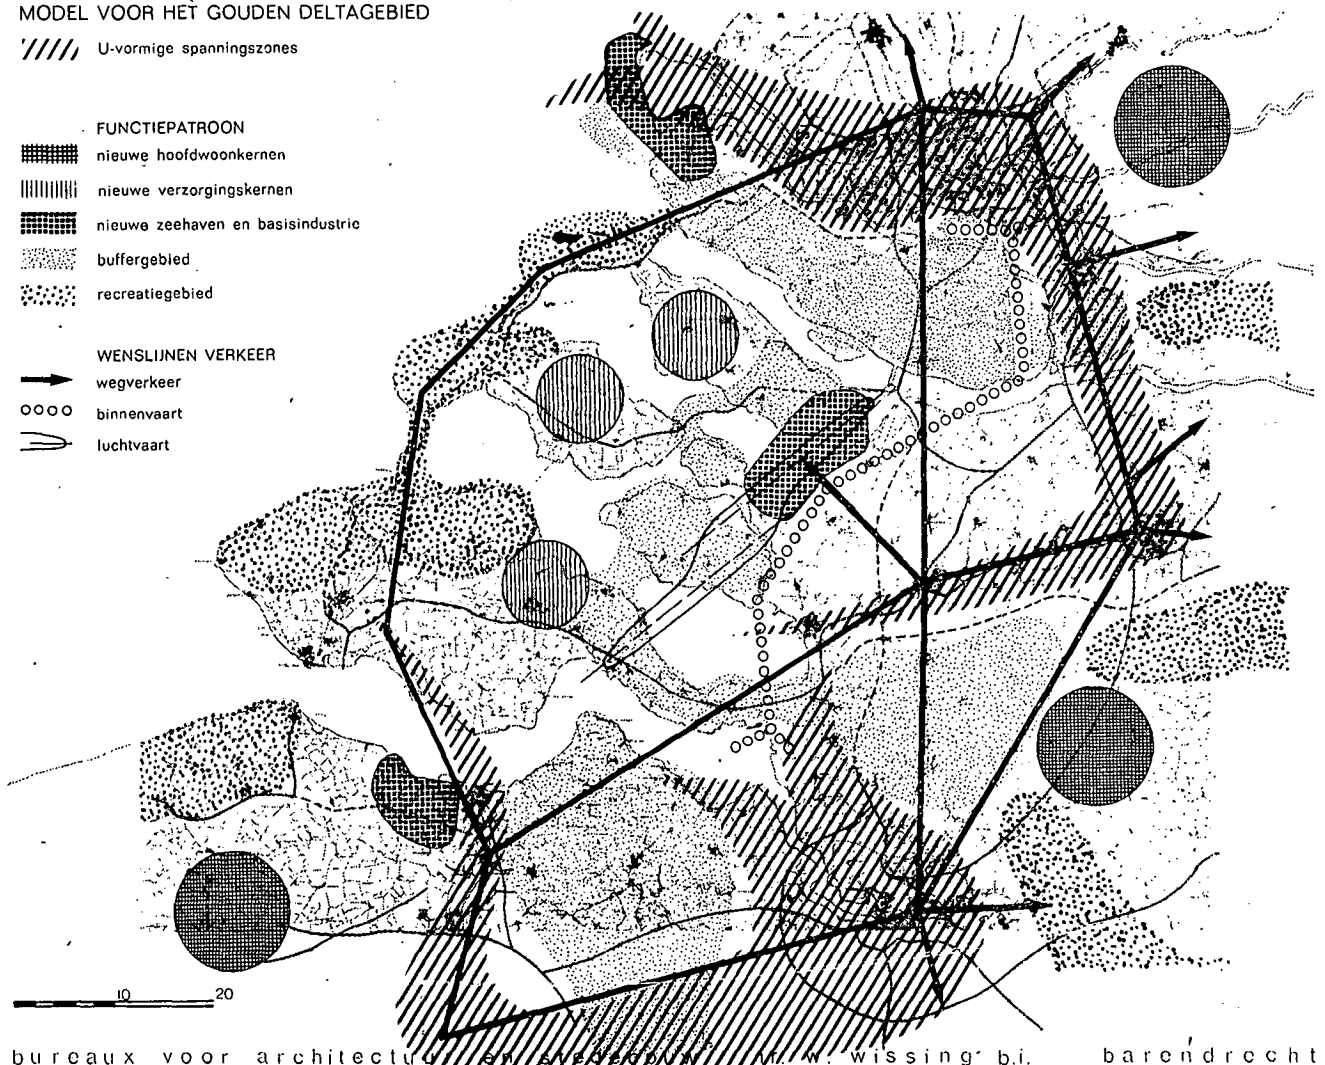 MODEL VOOR HET GOUDEN DELTAGEBIED
U-vormige spanningszones
FUNCTIEPATROON
nieuwe hoofdwoonkernen
nieuwe verzorgingskernen
nieuwe zeehaven en basisindustrie
buffergebied
recreatiegebied
WENSLIJNEN VERKEER
wegverkeer
binnenvaart
luchtvaart
10 20
bureaux voor architectuur en stedebouw ir. w. wissing b.i. barendrecht